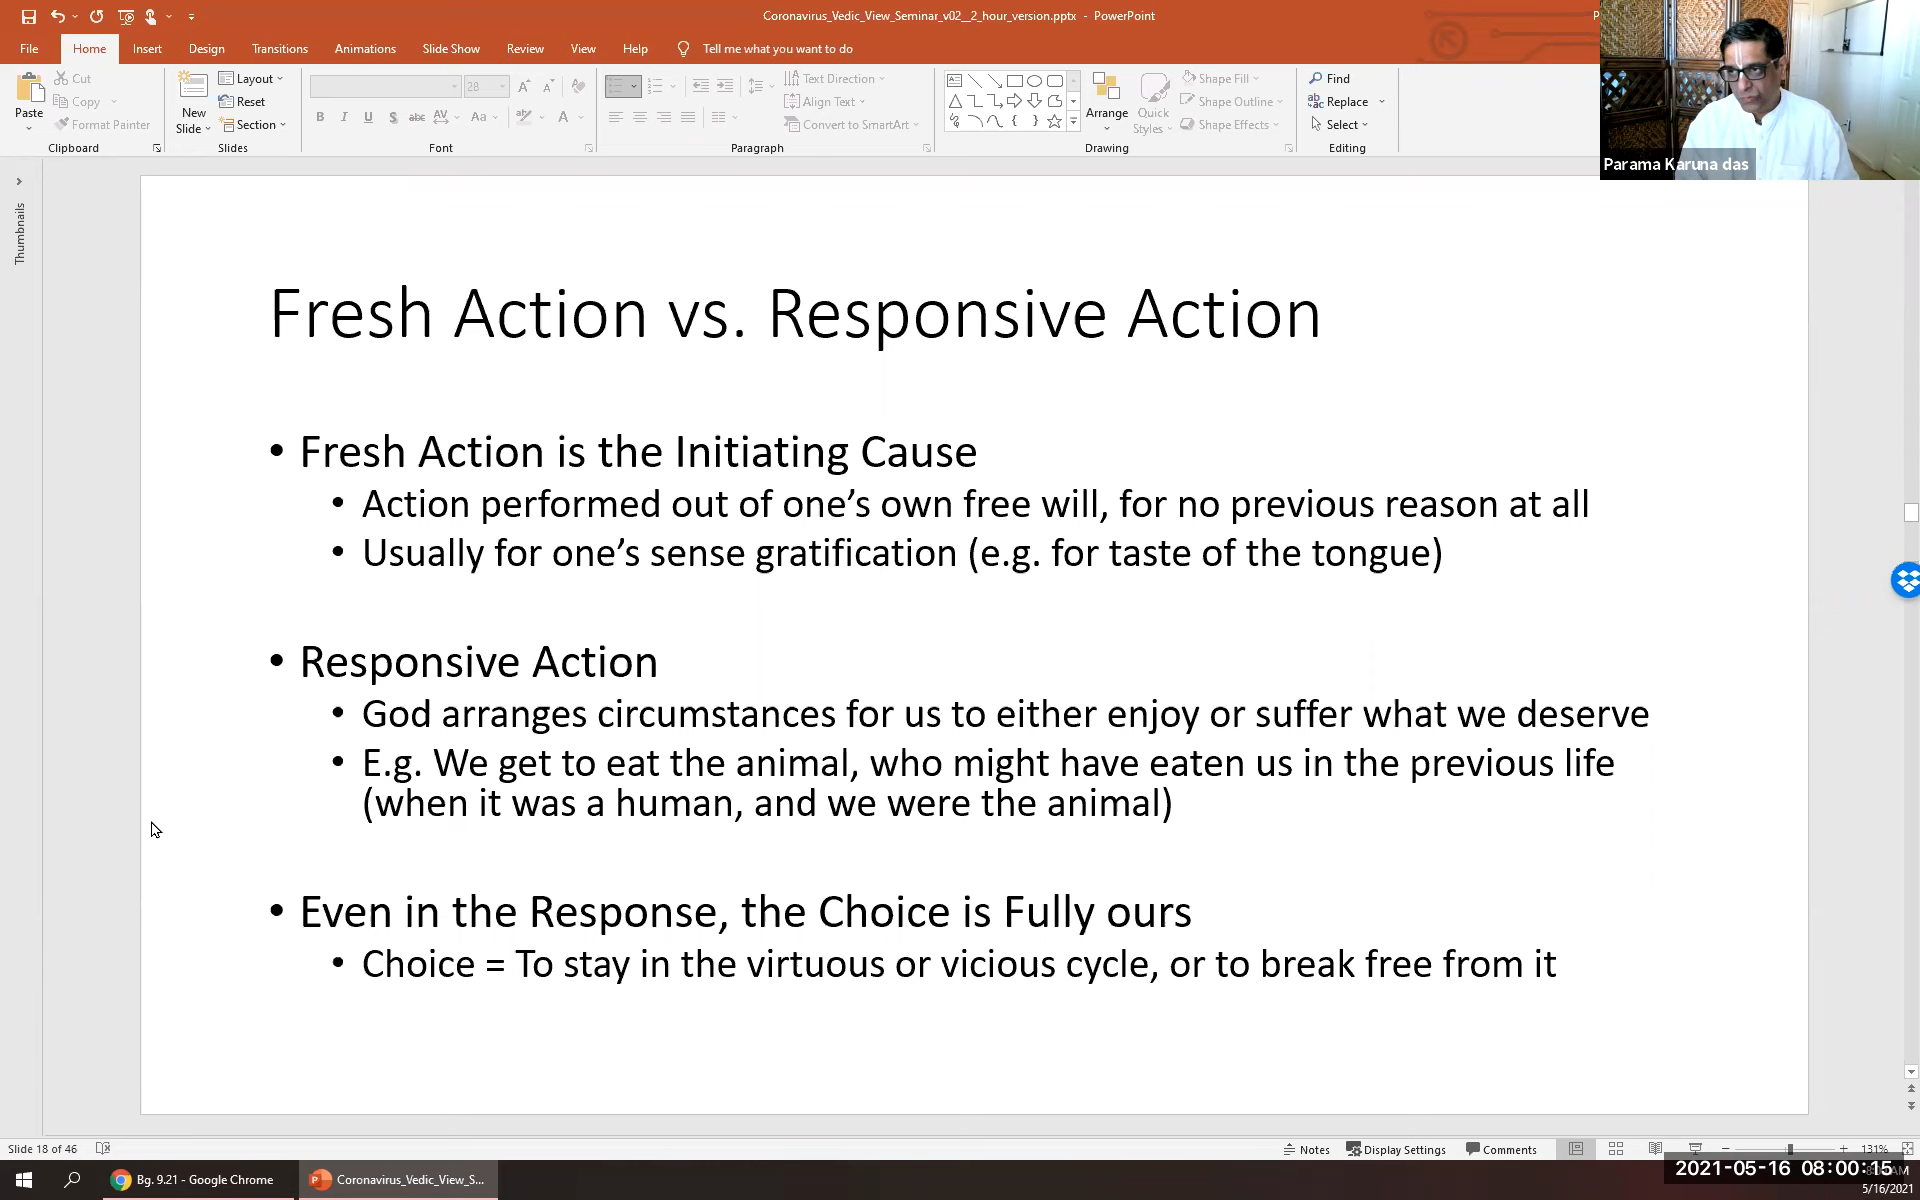 Coronavirus_Vedic_View_Seminar_v02__2_hour_version.pptx - PowerPoint
File Home Insert Design Transitions Animations Slide Show Review View Help Tell me what you want to do
Cut
Copy
Format Painter
Paste
Clipboard
New
Slide
Layout
Reset
Section
Slides
28
B I U S abc AV Aa A
Font
Text Direction
Align Text
Convert to SmartArt
Paragraph
Arrange
Quick
Styles
Shape Fill
Shape Outline
Shape Effects
Drawing
Find
Replace
Select
Editing
Parama Karuna das
Thumbnails
Fresh Action vs. Responsive Action
• Fresh Action is the Initiating Cause
• Action performed out of one’s own free will, for no previous reason at all
• Usually for one’s sense gratification (e.g. for taste of the tongue)
• Responsive Action
• God arranges circumstances for us to either enjoy or suffer what we deserve
• E.g. We get to eat the animal, who might have eaten us in the previous life
(when it was a human, and we were the animal)
• Even in the Response, the Choice is Fully ours
• Choice = To stay in the virtuous or vicious cycle, or to break free from it
Slide 18 of 46
Notes Display Settings Comments 131%
Bg. 9.21 - Google Chrome
Coronavirus_Vedic_View_S...
2021-05-16 08:00:15
5/16/2021